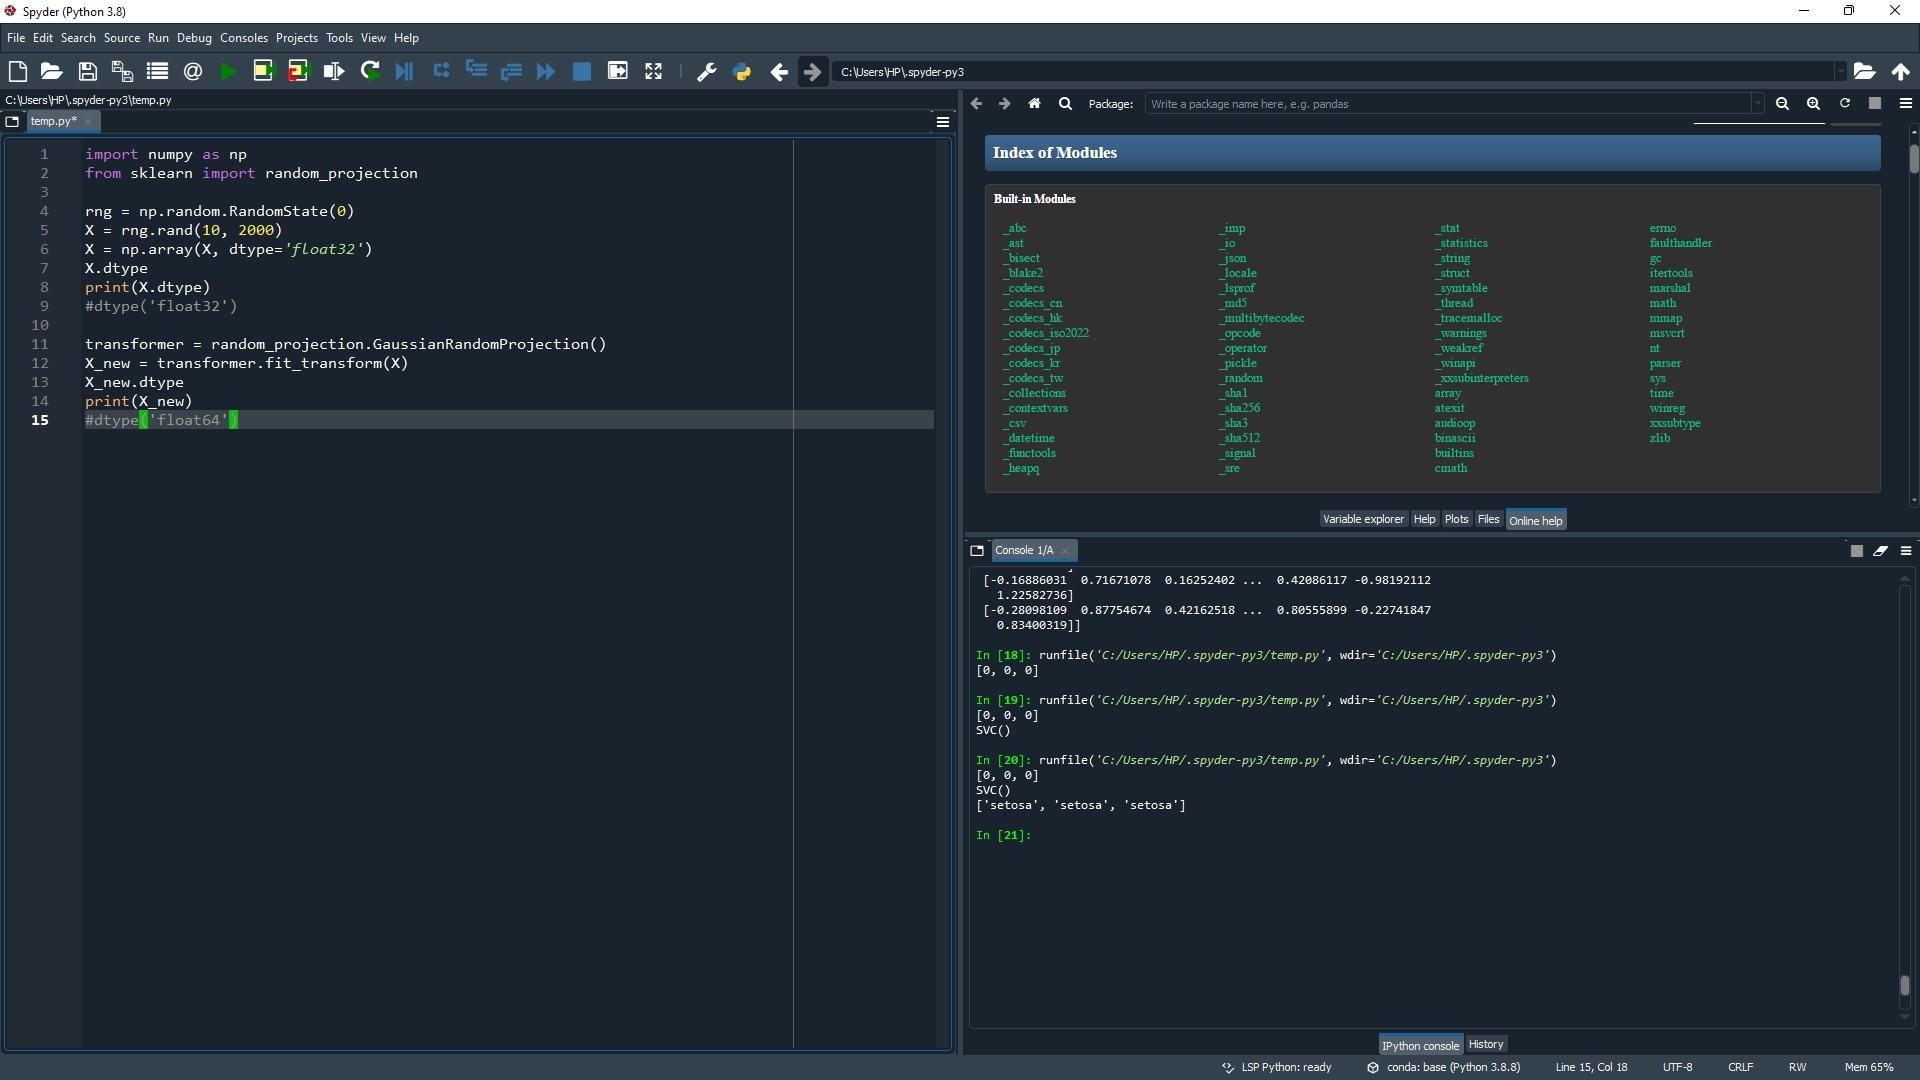 Spyder (Python 3.8)
File Edit Search Source Run Debug Consoles Projects Tools View Help
C:\Users\HP\.spyder-py3
C:\Users\HP\.spyder-py3\temp.py
temp.py*
1 import numpy as np
2 from sklearn import random_projection
3
4 rng = np.random.RandomState(0)
5 X = rng.rand(10, 2000)
6 X = np.array(X, dtype='float32')
7 X.dtype
8 print(X.dtype)
9 #dtype('float32')
10
11 transformer = random_projection.GaussianRandomProjection()
12 X_new = transformer.fit_transform(X)
13 X_new.dtype
14 print(X_new)
15 #dtype('float64')
Package: Write a package name here, e.g. pandas
Index of Modules
Built-in Modules
_abc _imp _stat errno
_ast _io _statistics faulthandler
_bisect _json _string gc
_blake2 _locale _struct itertools
_codecs _lsprof _symtable marshal
_codecs_cn _md5 _thread math
_codecs_hk _multibytecodec _tracemalloc mmap
_codecs_iso2022 _opcode _warnings msvcrt
_codecs_jp _operator _weakref nt
_codecs_kr _pickle _winapi parser
_codecs_tw _random _xxsubinterpreters sys
_collections _sha1 array time
_contextvars _sha256 atexit winreg
_csv _sha3 audioop xxsubtype
_datetime _sha512 binascii zlib
_functools _signal builtins
_heapq _sre cmath
Variable explorer Help Plots Files Online help
Console 1/A
[-0.16886031 0.71671078 0.16252402 ... 0.42086117 -0.98192112
1.22582736]
[-0.28098109 0.87754674 0.42162518 ... 0.80555899 -0.22741847
0.83400319]]
In [18]: runfile('C:/Users/HP/.spyder-py3/temp.py', wdir='C:/Users/HP/.spyder-py3')
[0, 0, 0]
In [19]: runfile('C:/Users/HP/.spyder-py3/temp.py', wdir='C:/Users/HP/.spyder-py3')
[0, 0, 0]
SVC()
In [20]: runfile('C:/Users/HP/.spyder-py3/temp.py', wdir='C:/Users/HP/.spyder-py3')
[0, 0, 0]
SVC()
['setosa', 'setosa', 'setosa']
In [21]:
IPython console History
LSP Python: ready conda: base (Python 3.8.8) Line 15, Col 18 UTF-8 CRLF RW Mem 65%